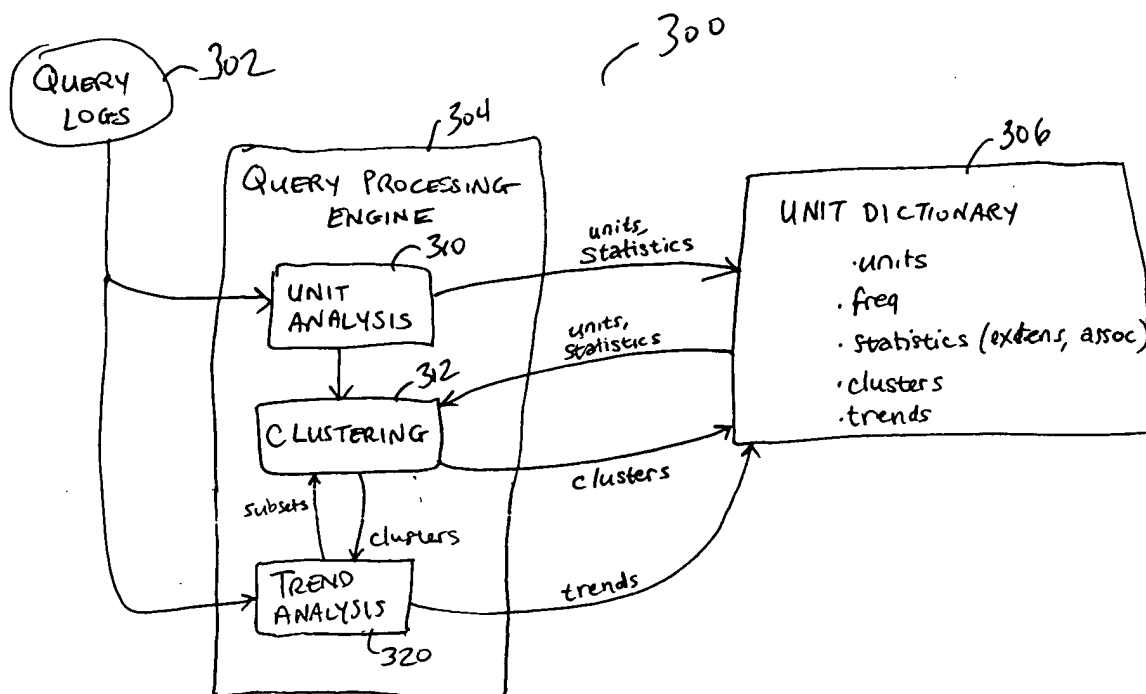 300
302
QUERY
LOGS
304
QUERY PROCESSING
ENGINE
310
UNIT
ANALYSIS
312
CLUSTERING
subsets
clusters
TREND
ANALYSIS
320
units,
statistics
units,
statistics
clusters
trends
306
UNIT DICTIONARY
·units
·freq
·statistics (extens, assoc)
·clusters
·trends